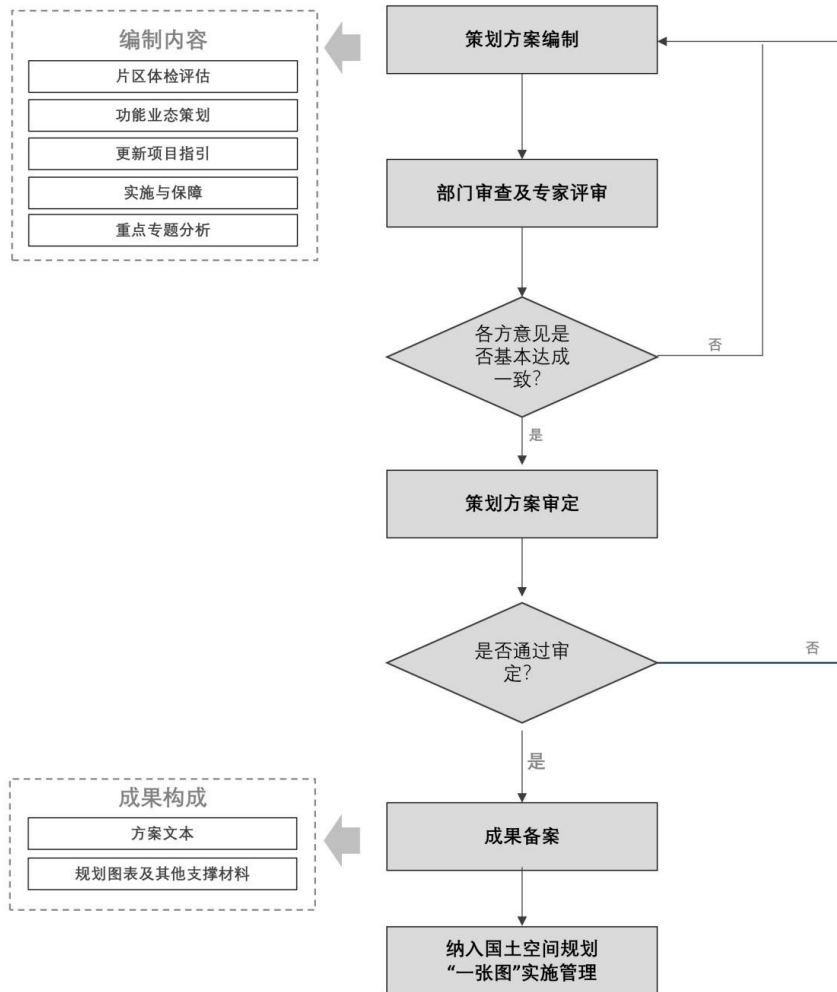 编制内容
片区体检评估
功能业态策划
更新项目指引
实施与保障
重点专题分析
策划方案编制
部门审查及专家评审
各方意见是
否基本达成
一致？
否
是
策划方案审定
是否通过审
定？
否
是
成果构成
方案文本
规划图表及其他支撑材料
成果备案
纳入国土空间规划
“一张图”实施管理